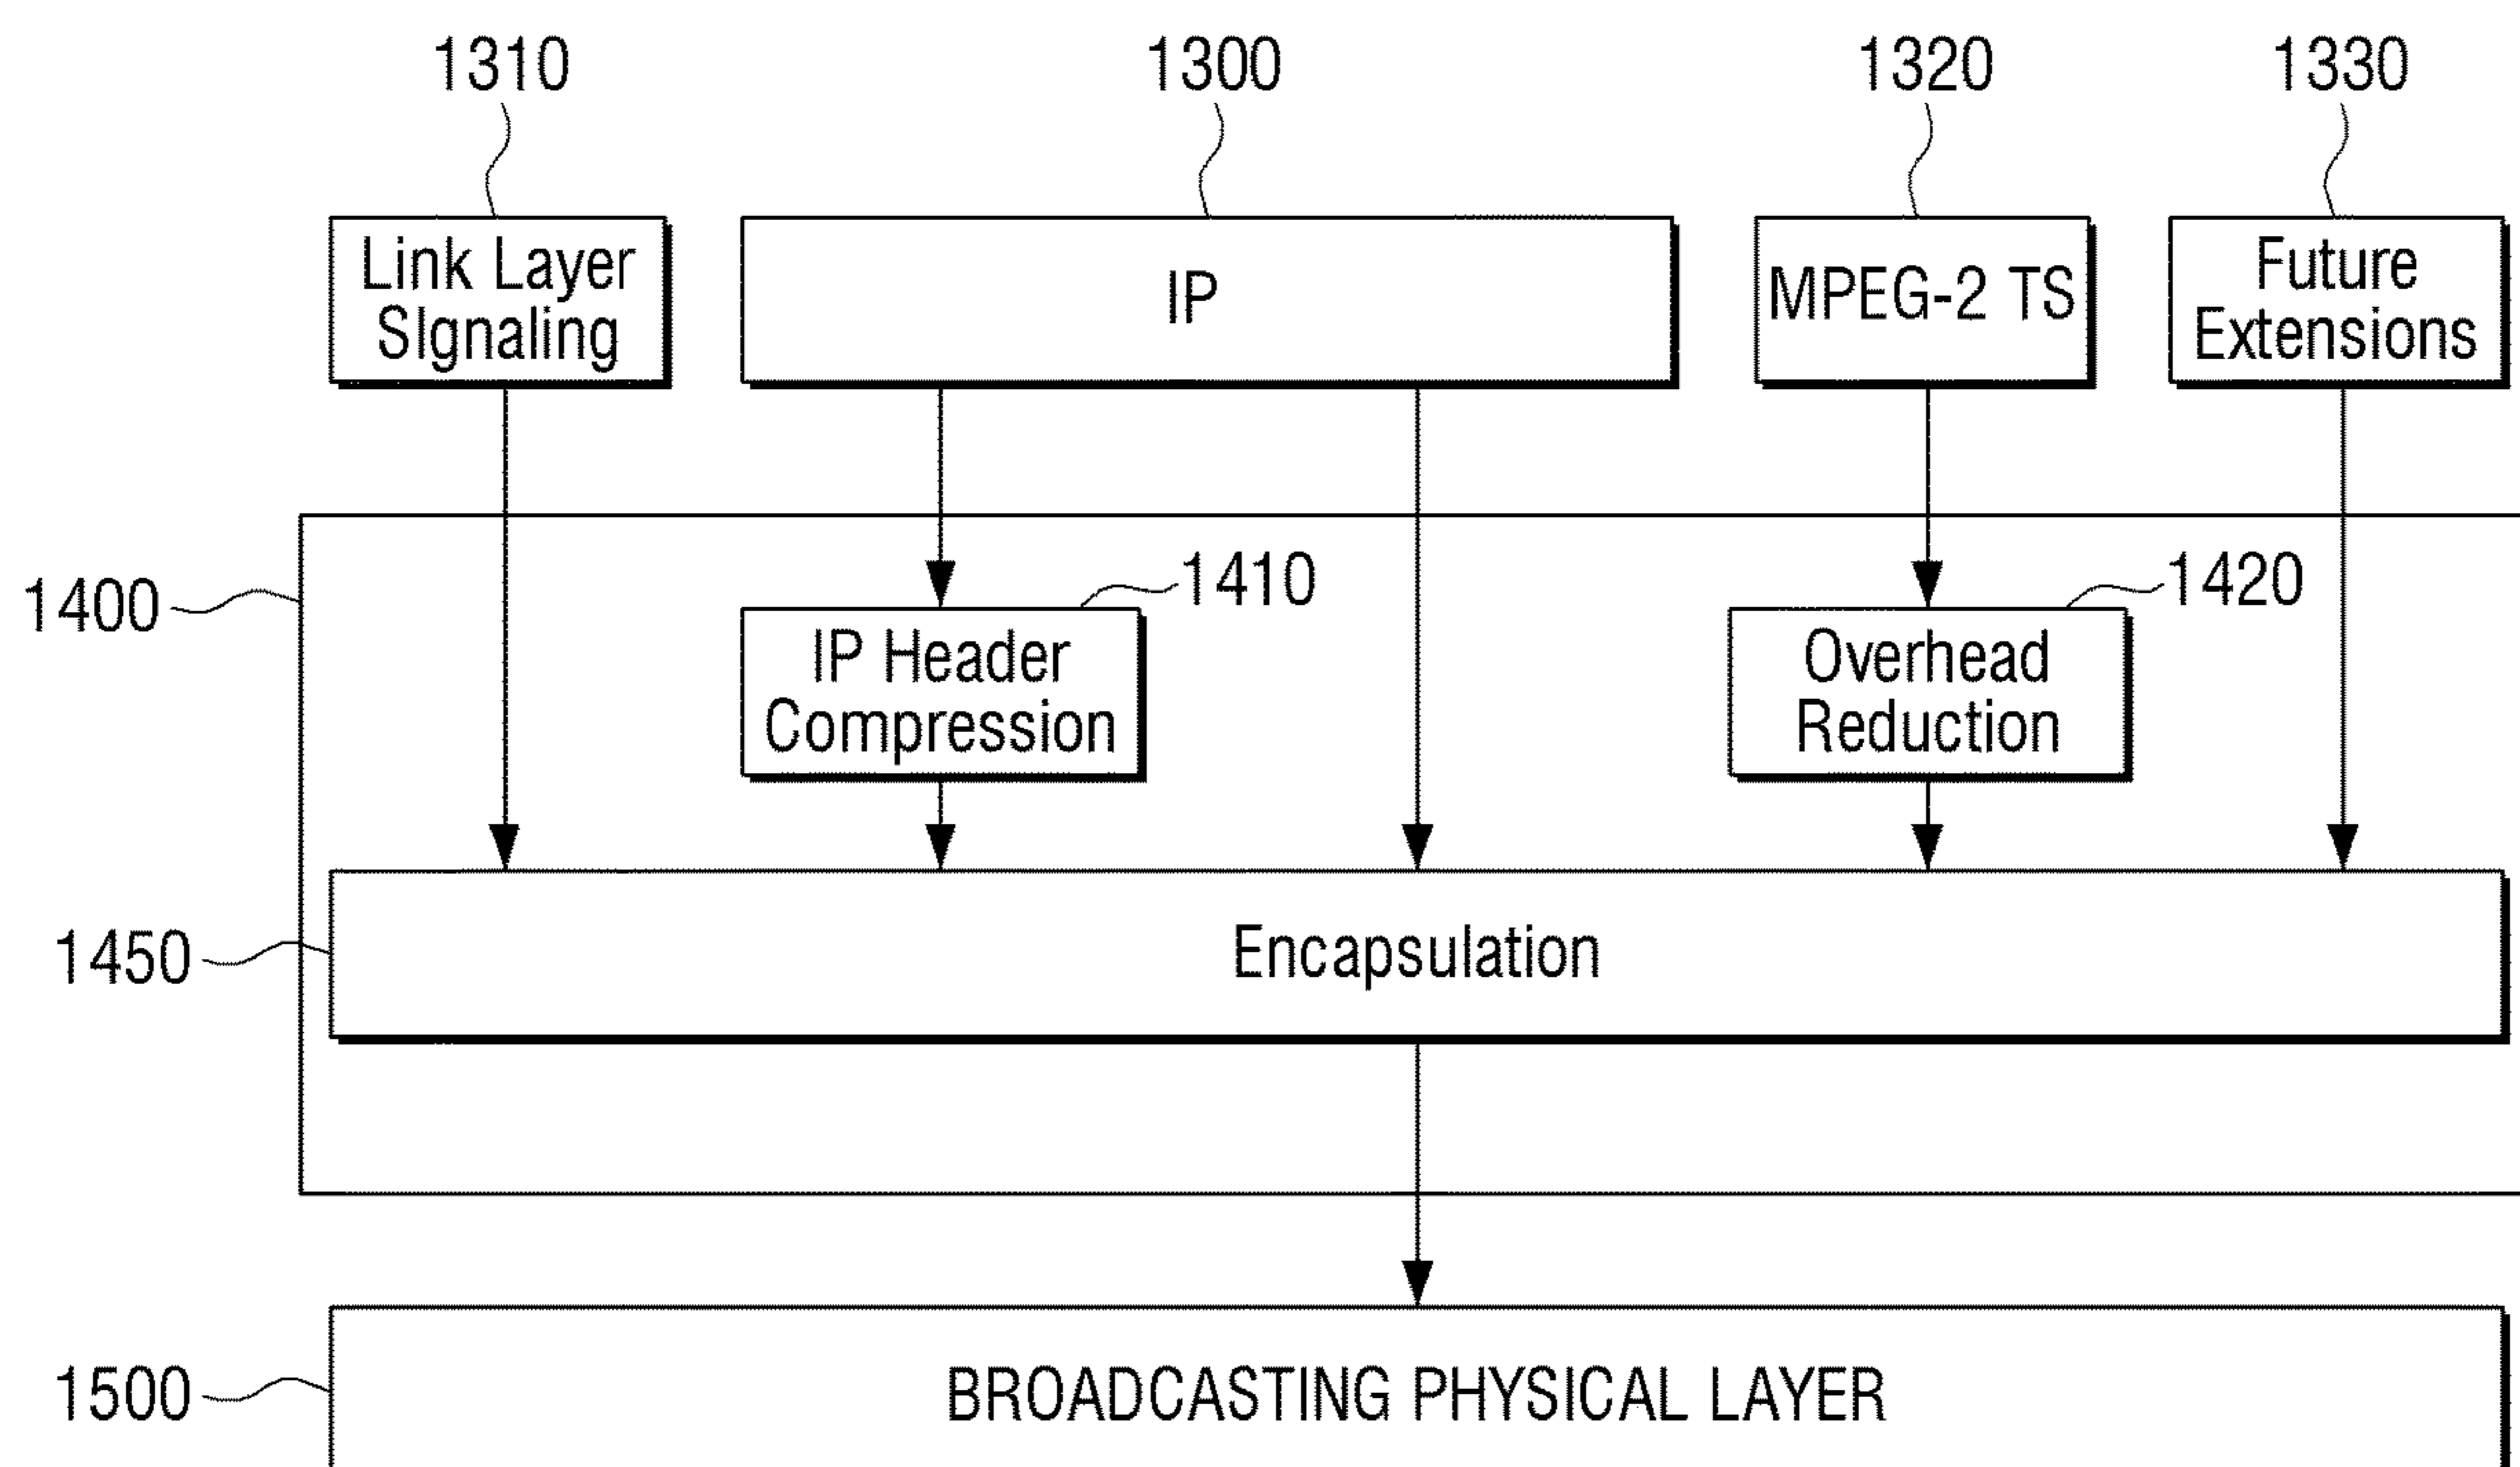 1310
1300
1320
1330
Link Layer
SIgnaling
IP
MPEG-2 TS
Future
Extensions
1400
1410
1420
IP Header
Compression
Overhead
Reduction
1450
Encapsulation
1500
BROADCASTING PHYSICAL LAYER